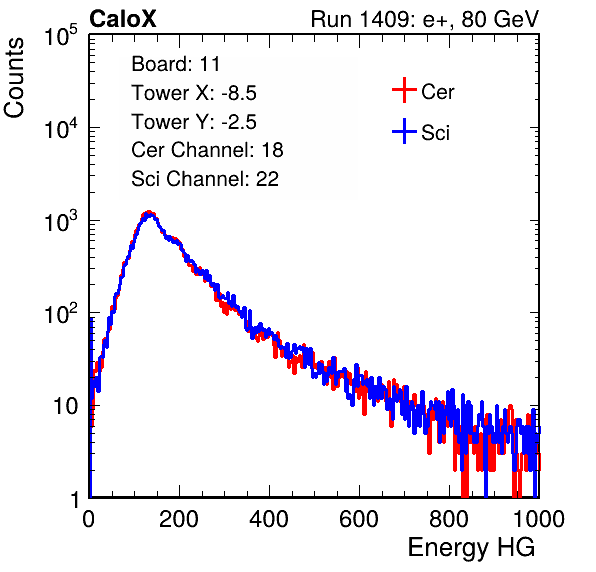 CaloX Run 1409: e+, 80 GeV
Counts
Board: 11
Tower X: -8.5
Tower Y: -2.5
Cer Channel: 18
Sci Channel: 22
Cer
Sci
10^5
10^4
10^3
10^2
10
1
0 200 400 600 800 1000
Energy HG